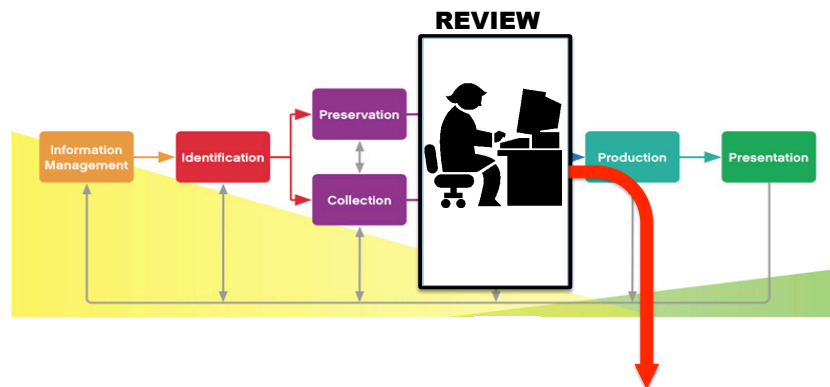 REVIEW
Preservation
Information
Management
Identification
Production
Presentation
Collection